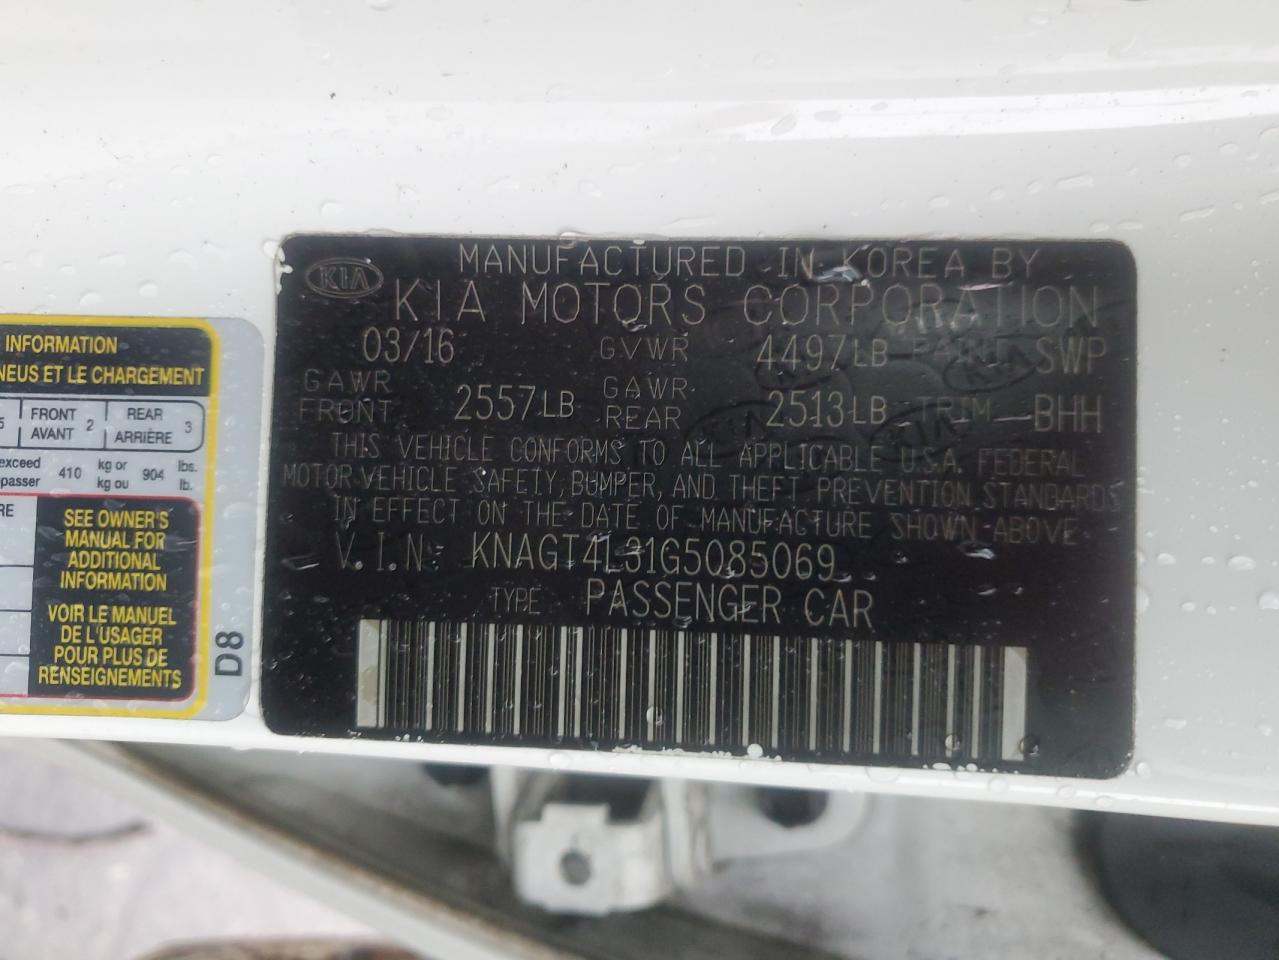 INFORMATION
NEUS ET LE CHARGEMENT
5 FRONT AVANT 2 REAR ARRIÈRE 3
exceed passer 410 kg or kg ou 904 lbs. lb.
RE
SEE OWNER'S
MANUAL FOR
ADDITIONAL
INFORMATION
VOIR LE MANUEL
DE L'USAGER
POUR PLUS DE
RENSEIGNEMENTS
D8
KIA
MANUFACTURED IN KOREA BY
KIA MOTORS CORPORATION
03/16 GVWR 4497LB PAINT SWP
GAWR FRONT 2557LB GAWR REAR 2513LB TRIM BHH
THIS VEHICLE CONFORMS TO ALL APPLICABLE U.S.A. FEDERAL
MOTOR VEHICLE SAFETY, BUMPER, AND THEFT PREVENTION STANDARDS
IN EFFECT ON THE DATE OF MANUFACTURE SHOWN ABOVE
V.I.N: KNAGT4L31G5085069
TYPE PASSENGER CAR